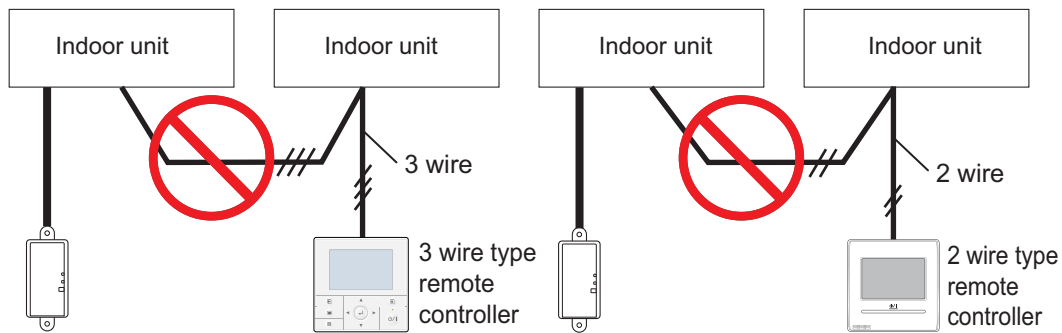 Indoor unit
Indoor unit
3 wire
3 wire type
remote
controller
Indoor unit
Indoor unit
2 wire
2 wire type
remote
controller